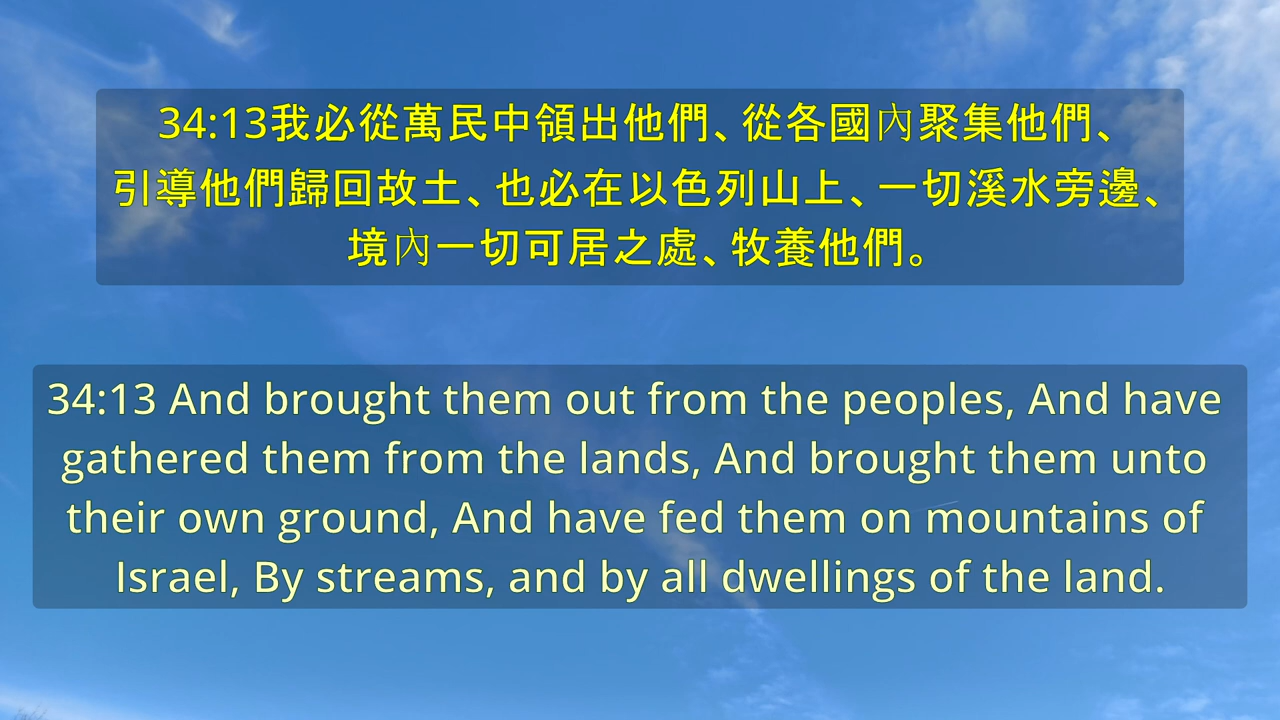 34:13我必從萬民中領出他們、從各國內聚集他們、
引導他們歸回故土、也必在以色列山上、一切溪水旁邊、
境內一切可居之處、牧養他們。
34:13 And brought them out from the peoples, And have
gathered them from the lands, And brought them unto
their own ground, And have fed them on mountains of
Israel, By streams, and by all dwellings of the land.